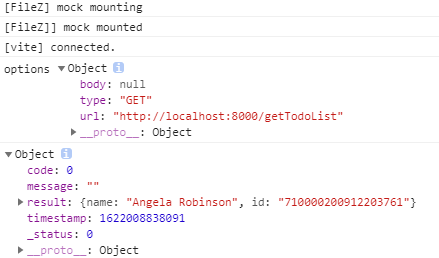 [FileZ] mock mounting
[FileZ]] mock mounted
[vite] connected.
options ▼Object i
body: null
type: "GET"
url: "http://localhost:8000/getTodoList"
▶__proto__: Object
▼Object i
code: 0
message: ""
▶result: {name: "Angela Robinson", id: "710000200912203761"}
timestamp: 1622008838091
_status: 0
▶__proto__: Object